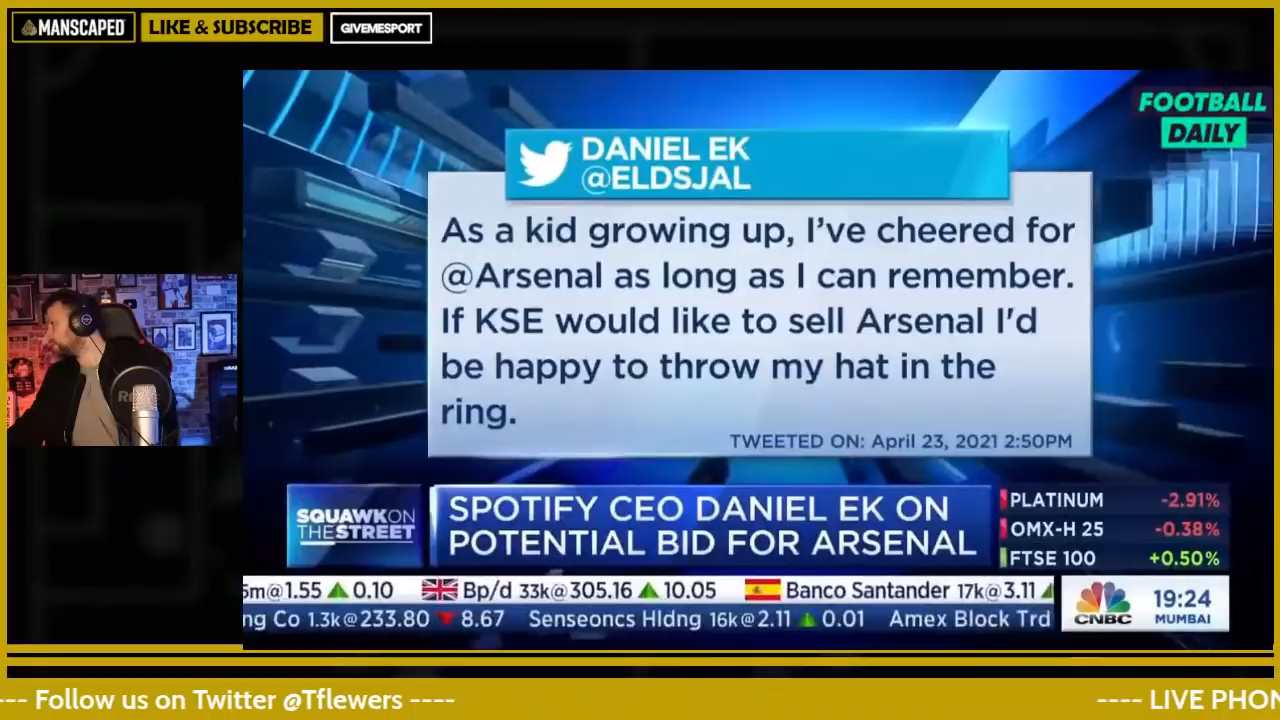 MANSCAPED
LIKE & SUBSCRIBE
GIVEMESPORT
FOOTBALL
DAILY
DANIEL EK
@ELDSJAL
As a kid growing up, I've cheered for
@Arsenal as long as I can remember.
If KSE would like to sell Arsenal I'd
be happy to throw my hat in the
ring.
TWEETED ON: April 23, 2021 2:50PM
SQUAWK ON
THE STREET
SPOTIFY CEO DANIEL EK ON
POTENTIAL BID FOR ARSENAL
PLATINUM -2.91%
OMX-H 25 -0.38%
FTSE 100 +0.50%
5m@1.55 ▲ 0.10 Bp/d 33k@305.16 ▲ 10.05 Banco Santander 17k@3.11
ng Co 1.3k@233.80 ▼ 8.67 Senseoncs Hldng 16k@2.11 ▲ 0.01 Amex Block Trd
CNBC
19:24
MUMBAI
--- Follow us on Twitter @Tflewers ---- ---- LIVE PHON